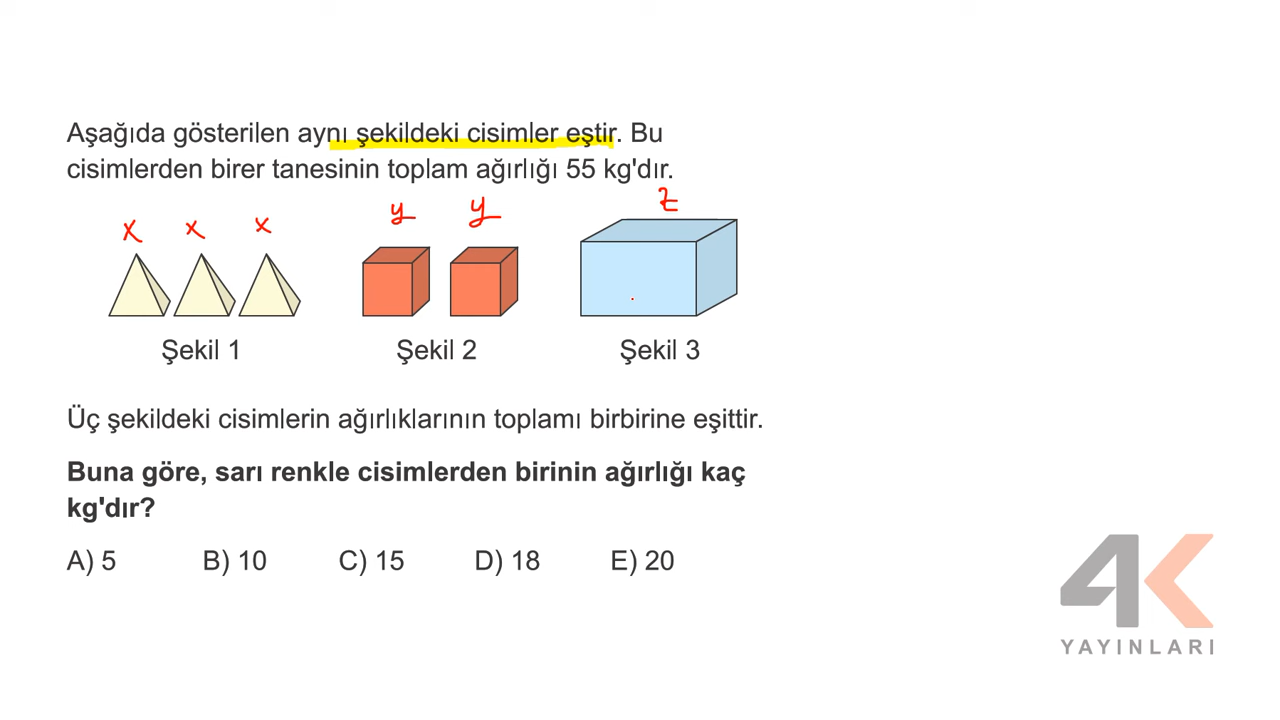 Aşağıda gösterilen aynı şekildeki cisimler eştir. Bu
cisimlerden birer tanesinin toplam ağırlığı 55 kg'dır.
x x x y y z
Şekil 1 Şekil 2 Şekil 3
Üç şekildeki cisimlerin ağırlıklarının toplamı birbirine eşittir.
Buna göre, sarı renkle cisimlerden birinin ağırlığı kaç
kg'dır?
A) 5 B) 10 C) 15 D) 18 E) 20
4K
YAYINLARI